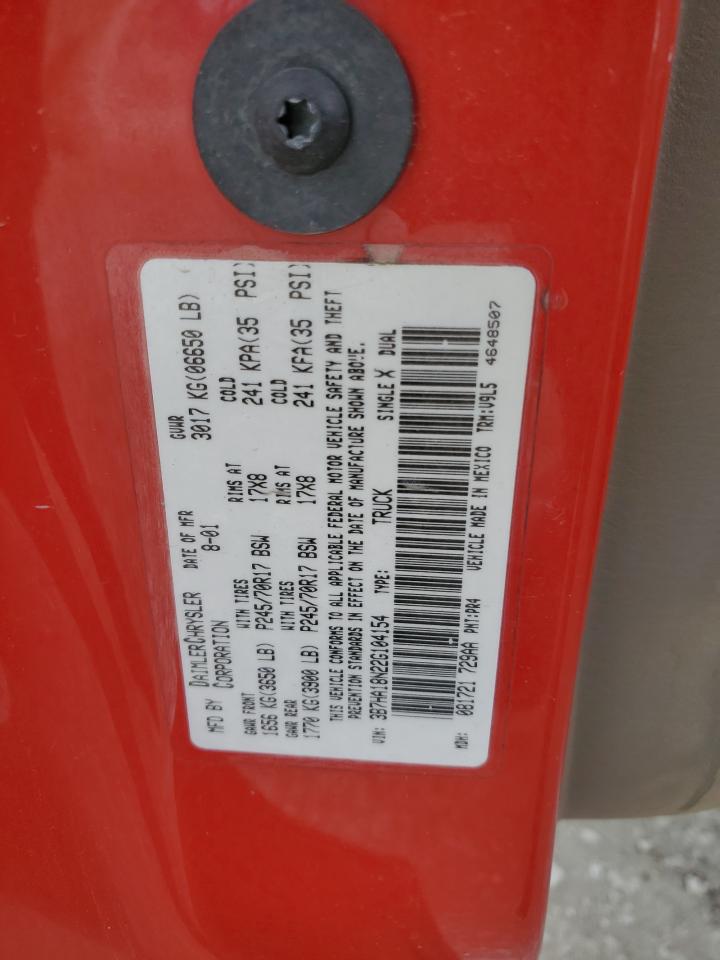 MFD BY DAIMLERCHRYSLER CORPORATION DATE OF MFR 8-01 GVWR 3017 KG(06650 LB)
GAWR FRONT WITH TIRES RIMS AT COLD
1656 KG(3650 LB) P245/70R17 BSW 17X8 241 KPA(35 PSI)
GAWR REAR WITH TIRES RIMS AT COLD
1770 KG(3900 LB) P245/70R17 BSW 17X8 241 KPA(35 PSI)
THIS VEHICLE CONFORMS TO ALL APPLICABLE FEDERAL MOTOR VEHICLE SAFETY AND THEFT
PREVENTION STANDARDS IN EFFECT ON THE DATE OF MANUFACTURE SHOWN ABOVE.
VIN: 3B7HA18N22G104154 TYPE: TRUCK SINGLE X DUAL
MDH: 081721 729AA PMT:PR4 VEHICLE MADE IN MEXICO TRM:V9L5 4648507